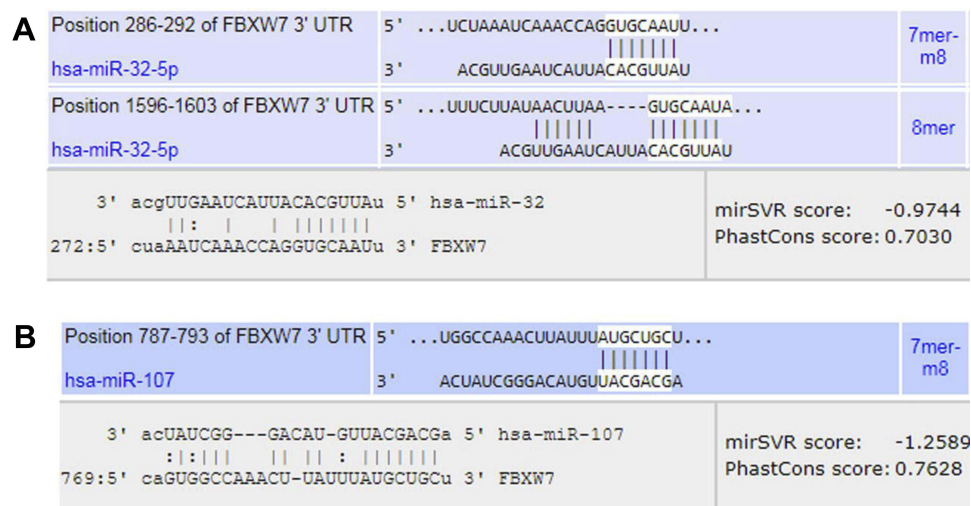 A
Position 286-292 of FBXW7 3' UTR 5' ...UCUAAAUCAAACCAGGUGCAAUU... 7mer-m8
|||||||
hsa-miR-32-5p 3' ACGUUGAAUCAUUACACGUUAU
Position 1596-1603 of FBXW7 3' UTR 5' ...UUUCUUAUAACUUAA----GUGCAAUA... 8mer
|||||| |||||||
hsa-miR-32-5p 3' ACGUUGAAUCAUUACACGUUAU
3' acgUUGAAUCAUUACACGUUAu 5' hsa-miR-32
||: | | |||||||
272:5' cuaAAUCAAACCAGGUGCAAUu 3' FBXW7
mirSVR score: -0.9744
PhastCons score: 0.7030
B
Position 787-793 of FBXW7 3' UTR 5' ...UGGCCAAACUUAUUUAUGCUGCU... 7mer-m8
|||||||
hsa-miR-107 3' ACUAUCGGGACAUGUUACGACGA
3' acUAUCGG---GACAU-GUUACGACGa 5' hsa-miR-107
:|:||| || || : |||||||
769:5' caGUGGCCAAACU-UAUUUAUGCUGCu 3' FBXW7
mirSVR score: -1.2589
PhastCons score: 0.7628